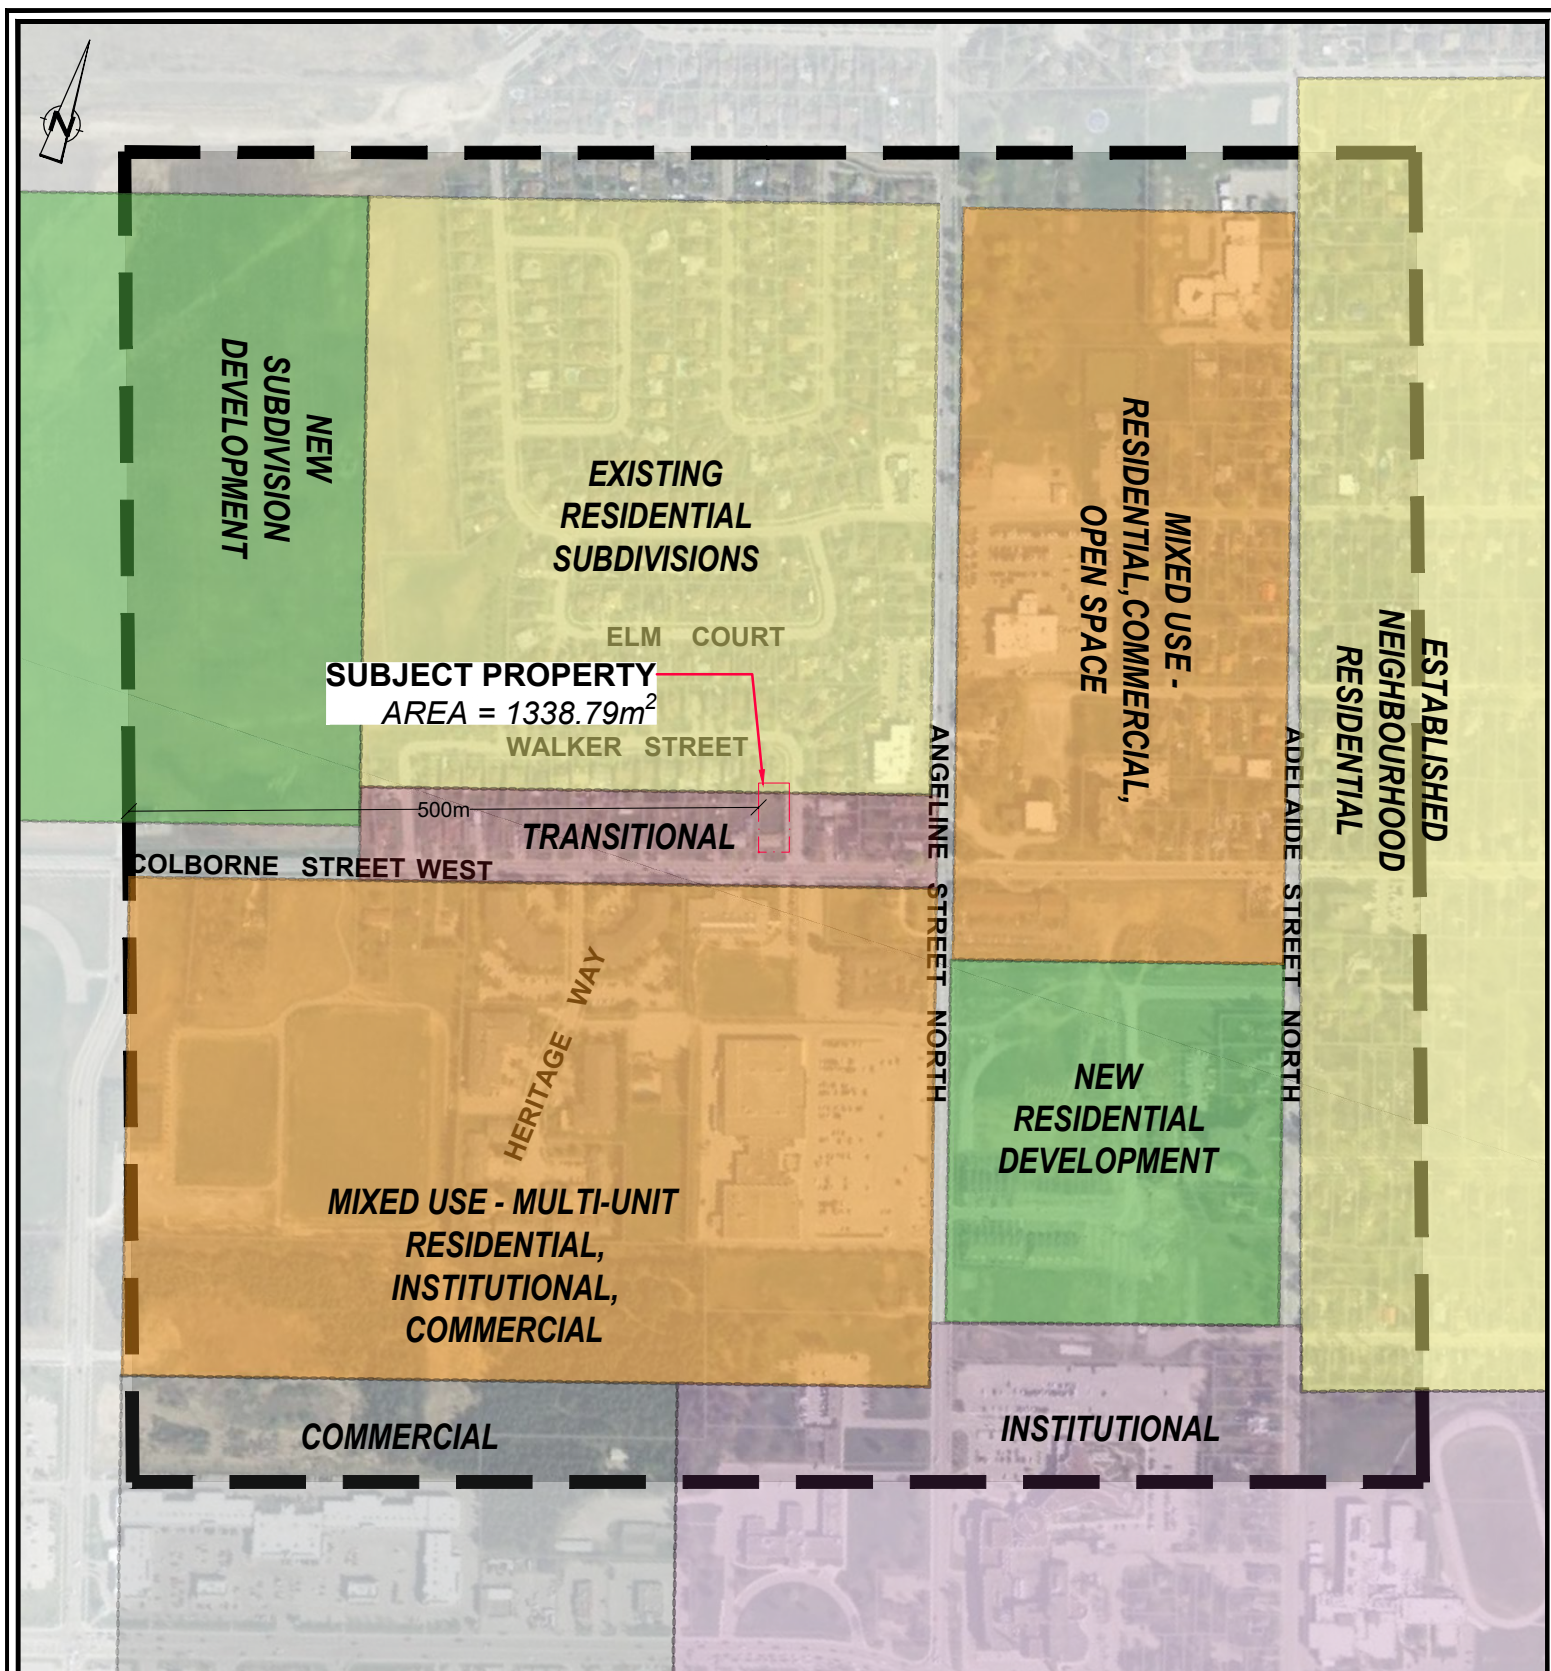 N
NEW
SUBDIVISION
DEVELOPMENT
EXISTING
RESIDENTIAL
SUBDIVISIONS
MIXED USE -
RESIDENTIAL,COMMERCIAL,
OPEN SPACE
ESTABLISHED
NEIGHBOURHOOD
RESIDENTIAL
ELM COURT
SUBJECT PROPERTY
AREA = 1338.79m²
WALKER STREET
ANGELINE STREET NORTH
ADELAIDE STREET NORTH
500m
TRANSITIONAL
COLBORNE STREET WEST
HERITAGE WAY
NEW
RESIDENTIAL
DEVELOPMENT
MIXED USE - MULTI-UNIT
RESIDENTIAL,
INSTITUTIONAL,
COMMERCIAL
COMMERCIAL
INSTITUTIONAL